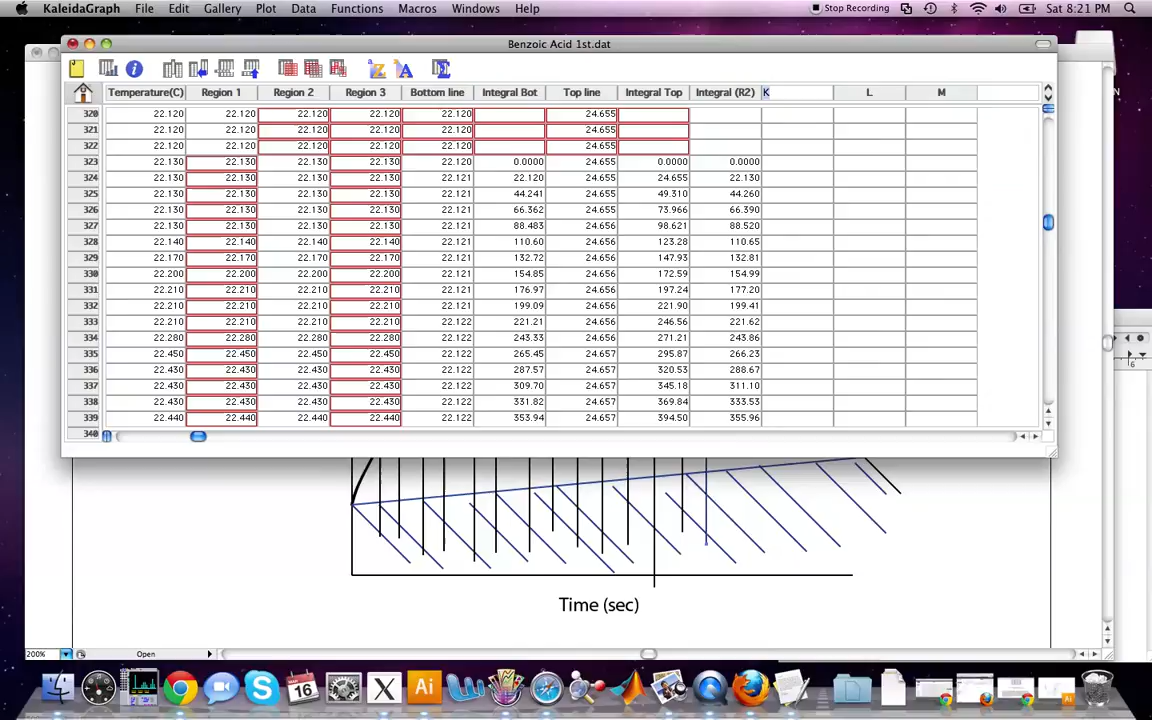 KaleidaGraph File Edit Gallery Plot Data Functions Macros Windows Help Stop Recording Sat 8:21 PM
Benzoic Acid 1st.dat
Temperature(C) Region 1 Region 2 Region 3 Bottom line Integral Bot Top line Integral Top Integral (R2) K L M
320 22.120 22.120 22.120 22.120 22.120 24.655
321 22.120 22.120 22.120 22.120 22.120 24.655
322 22.120 22.120 22.120 22.120 22.120 24.655
323 22.130 22.130 22.130 22.130 22.120 0.0000 24.655 0.0000 0.0000
324 22.130 22.130 22.130 22.130 22.121 22.120 24.655 24.655 22.130
325 22.130 22.130 22.130 22.130 22.121 44.241 24.655 49.310 44.260
326 22.130 22.130 22.130 22.130 22.121 66.362 24.655 73.966 66.390
327 22.130 22.130 22.130 22.130 22.121 88.483 24.655 98.621 88.520
328 22.140 22.140 22.140 22.140 22.121 110.60 24.656 123.28 110.65
329 22.170 22.170 22.170 22.170 22.121 132.72 24.656 147.93 132.81
330 22.200 22.200 22.200 22.200 22.121 154.85 24.656 172.59 154.99
331 22.210 22.210 22.210 22.210 22.121 176.97 24.656 197.24 177.20
332 22.210 22.210 22.210 22.210 22.121 199.09 24.656 221.90 199.41
333 22.210 22.210 22.210 22.210 22.122 221.21 24.656 246.56 221.62
334 22.280 22.280 22.280 22.280 22.122 243.33 24.656 271.21 243.86
335 22.450 22.450 22.450 22.450 22.122 265.45 24.657 295.87 266.23
336 22.430 22.430 22.430 22.430 22.122 287.57 24.657 320.53 288.67
337 22.430 22.430 22.430 22.430 22.122 309.70 24.657 345.18 311.10
338 22.430 22.430 22.430 22.430 22.122 331.82 24.657 369.84 333.53
339 22.440 22.440 22.440 22.440 22.122 353.94 24.657 394.50 355.96
340
Time (sec)
200% Open